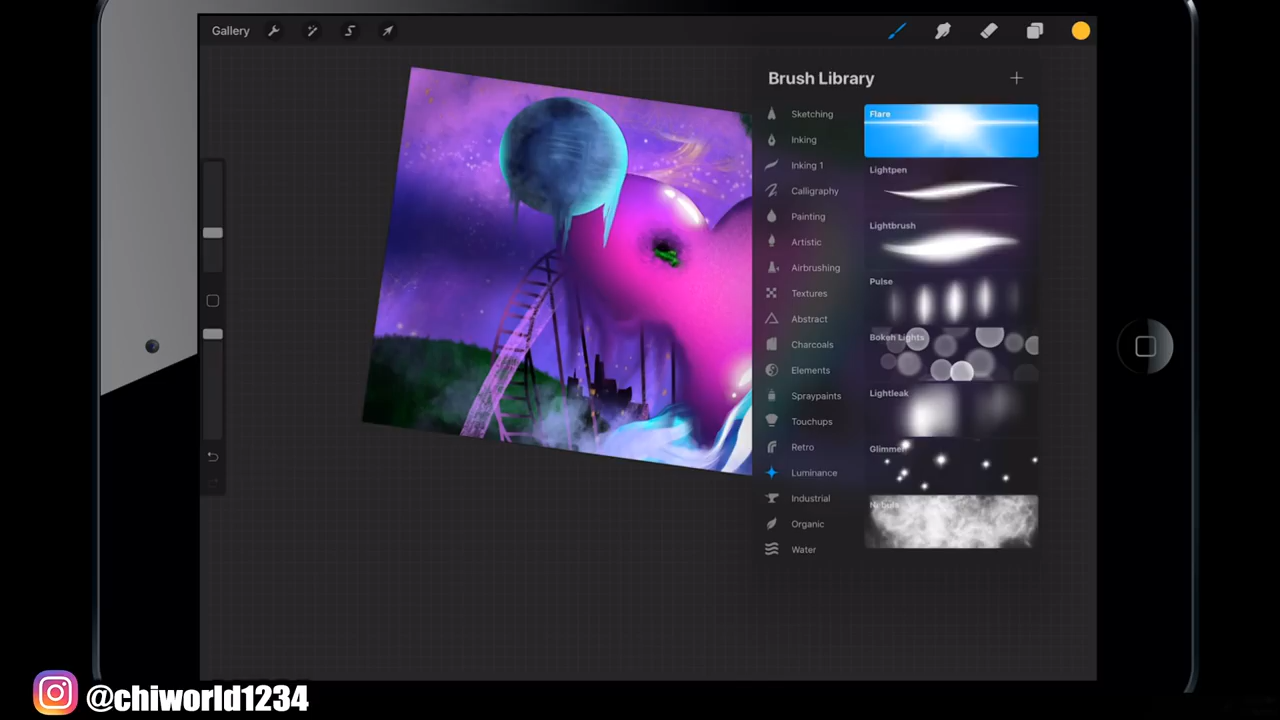 Gallery
Brush Library
Sketching
Inking
Inking 1
Calligraphy
Painting
Artistic
Airbrushing
Textures
Abstract
Charcoals
Elements
Spraypaints
Touchups
Retro
Luminance
Industrial
Organic
Water
Flare
Lightpen
Lightbrush
Pulse
Bokeh Lights
Lightleak
Glimmer
Nebula
@chiworld1234